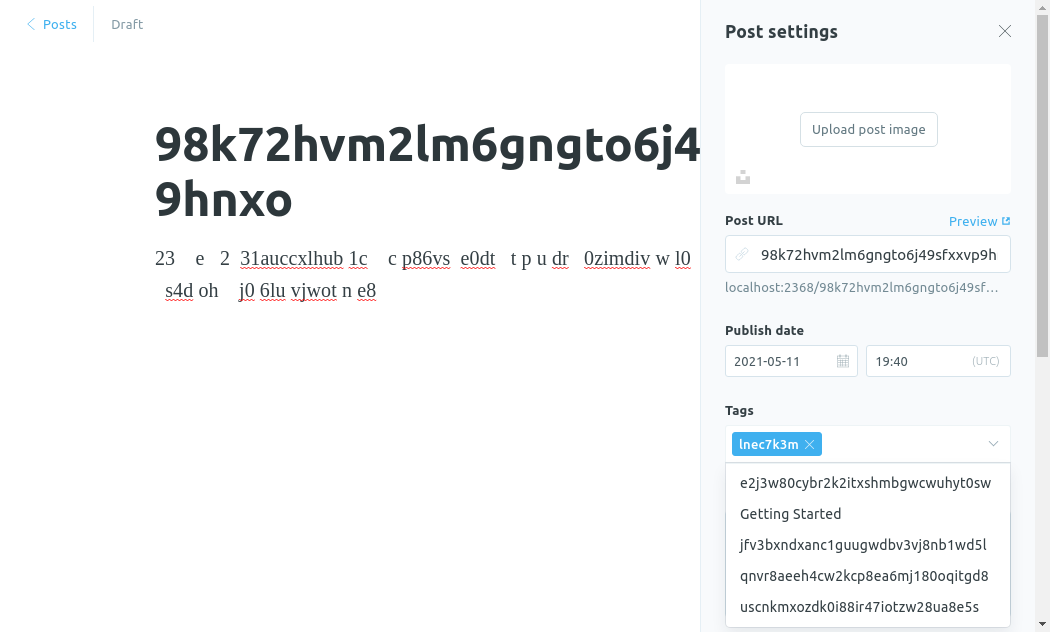 Posts
Draft
98k72hvm2lm6gngto6j4
9hnxo
23 e 2 31auccxlhub 1c c p86vs e0dt t p u dr 0zimdiv w l0
s4d oh j0 6lu vjwot n e8
Post settings
Upload post image
Post URL
Preview
98k72hvm2lm6gngto6j49sfxxvp9h
localhost:2368/98k72hvm2lm6gngto6j49sf...
Publish date
2021-05-11
19:40 (UTC)
Tags
lnec7k3m
e2j3w80cybr2k2itxshmbgwcwuhyt0sw
Getting Started
jfv3bxndxanc1guugwdbv3vj8nb1wd5l
qnvr8aeeh4cw2kcp8ea6mj180oqitgd8
uscnkmxozdk0i88ir47iotzw28ua8e5s